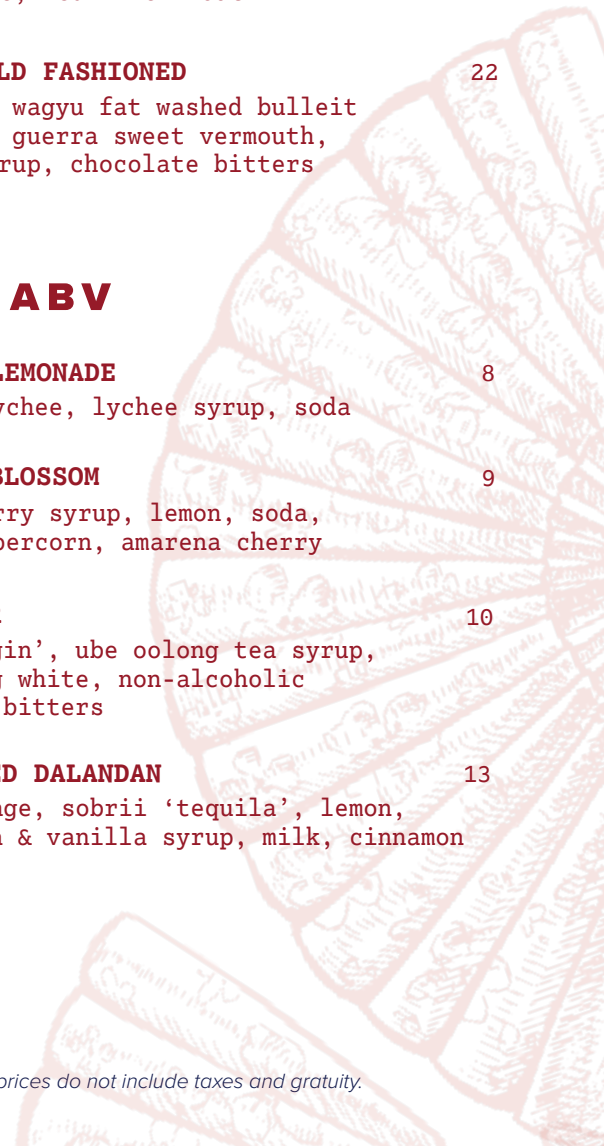 LD FASHIONED 22
wagyu fat washed bulleit
guerra sweet vermouth,
rup, chocolate bitters
ABV
LEMONADE 8
ychee, lychee syrup, soda
BLOSSOM 9
rry syrup, lemon, soda,
percorn, amarena cherry
10
gin’, ube oolong tea syrup,
g white, non-alcoholic
bitters
ED DALANDAN 13
nge, sobrii ‘tequila’, lemon,
& vanilla syrup, milk, cinnamon
prices do not include taxes and gratuity.